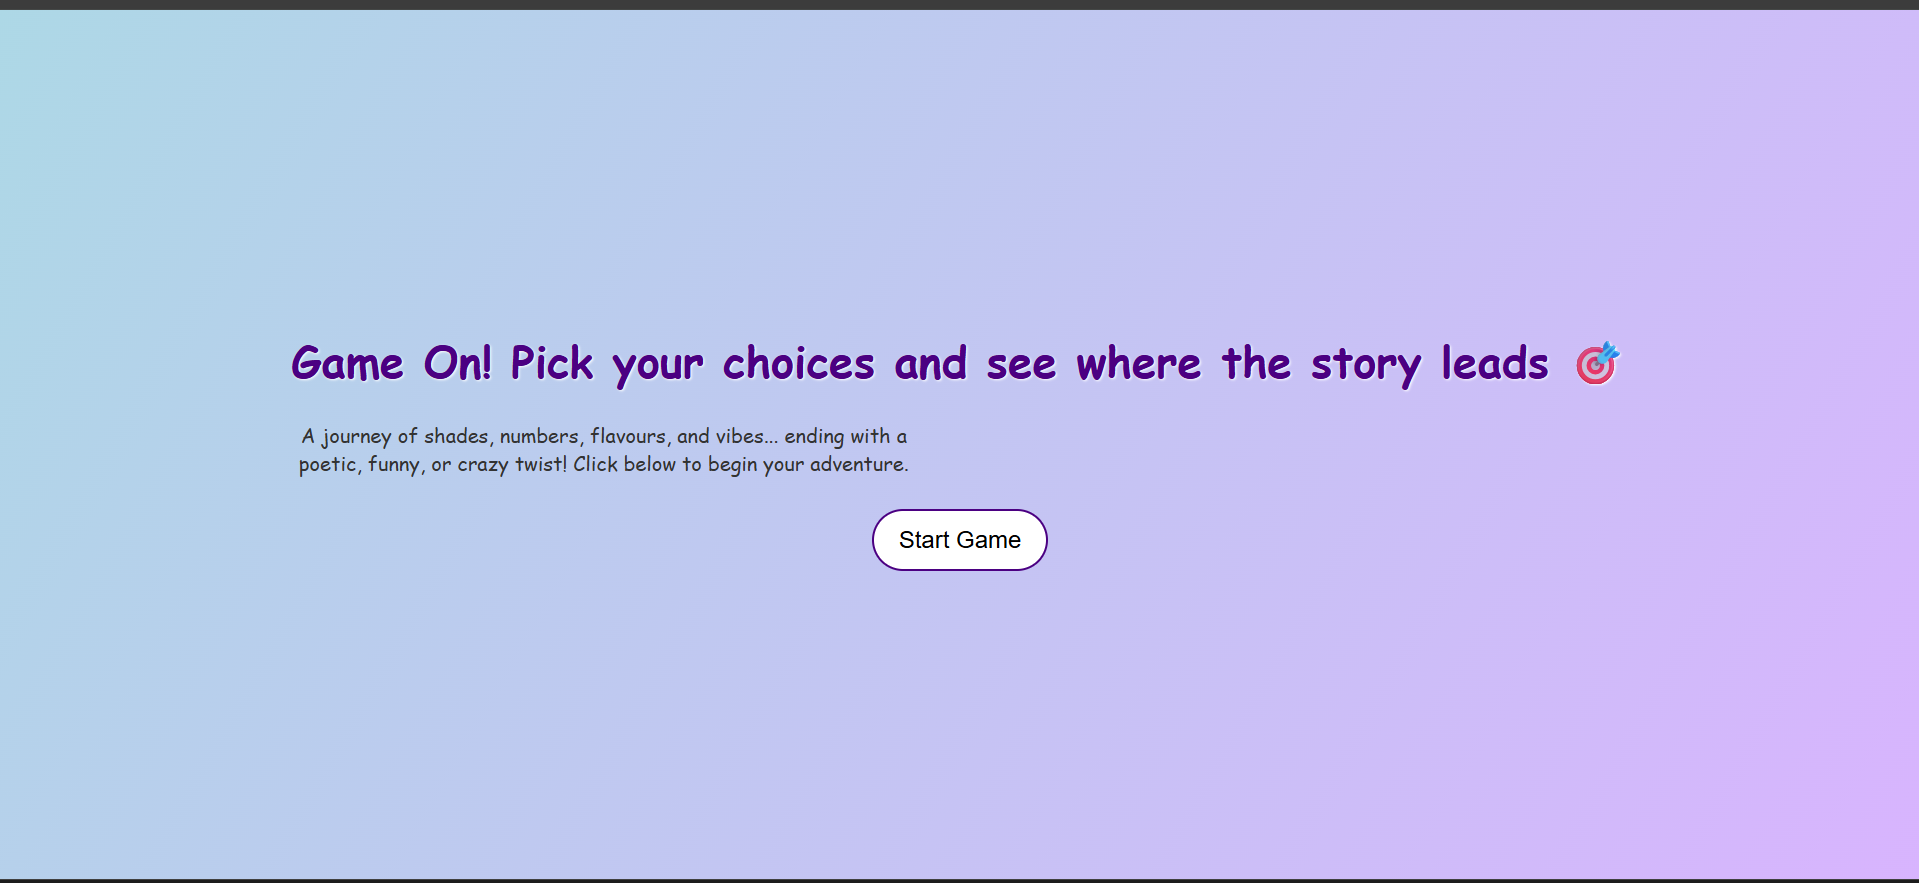 Game On! Pick your choices and see where the story leads 🎯
A journey of shades, numbers, flavours, and vibes... ending with a
poetic, funny, or crazy twist! Click below to begin your adventure.
Start Game